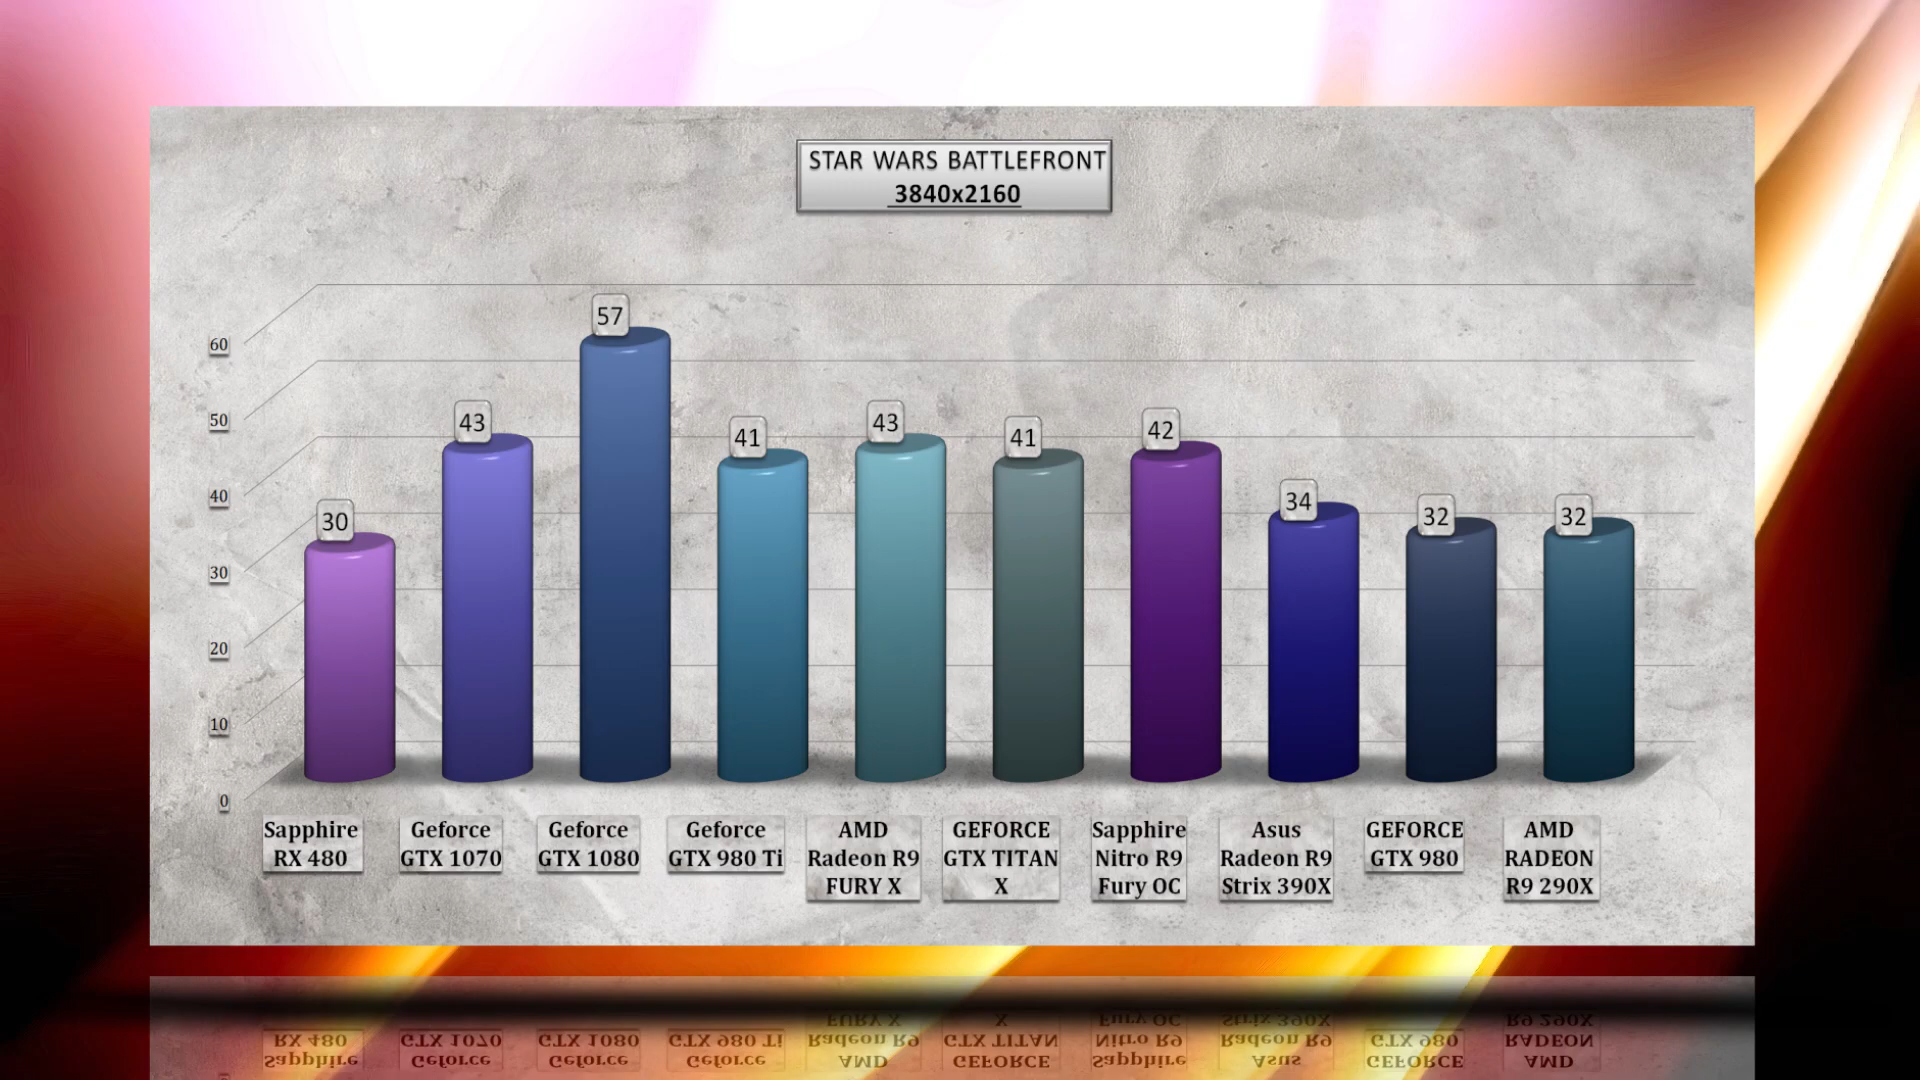 STAR WARS BATTLEFRONT
3840x2160
60
50
40
30
20
10
0
30
43
57
41
43
41
42
34
32
32
Sapphire
RX 480
Geforce
GTX 1070
Geforce
GTX 1080
Geforce
GTX 980 Ti
AMD
Radeon R9
FURY X
GEFORCE
GTX TITAN
X
Sapphire
Nitro R9
Fury OC
Asus
Radeon R9
Strix 390X
GEFORCE
GTX 980
AMD
RADEON
R9 290X